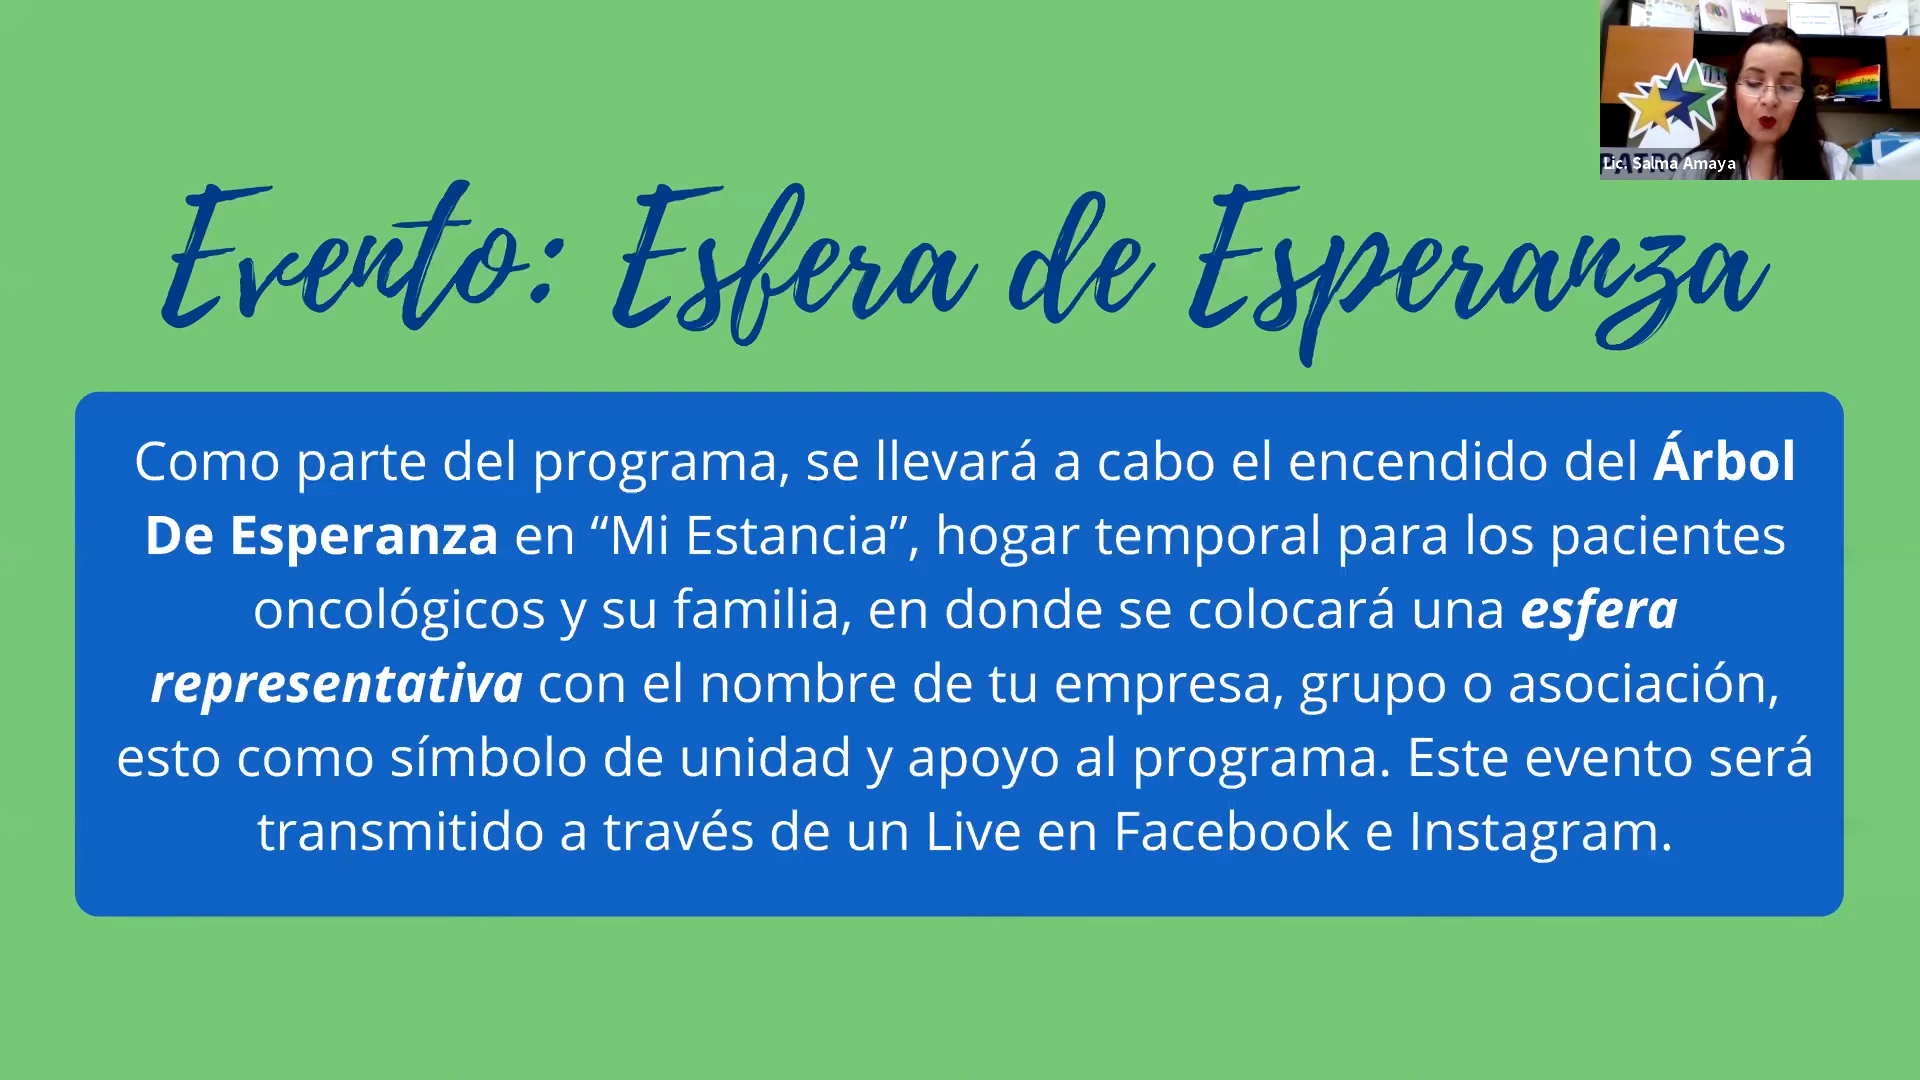 Lic. Salma Amaya
Evento: Esfera de Esperanza
Como parte del programa, se llevará a cabo el encendido del Árbol
De Esperanza en “Mi Estancia”, hogar temporal para los pacientes
oncológicos y su familia, en donde se colocará una esfera
representativa con el nombre de tu empresa, grupo o asociación,
esto como símbolo de unidad y apoyo al programa. Este evento será
transmitido a través de un Live en Facebook e Instagram.